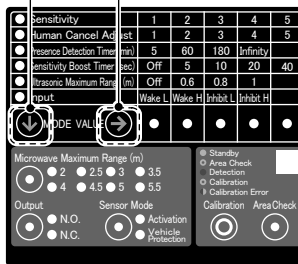 Sensitivity 1 2 3 4 5
Human Cancel Adjust 1 2 3 4 5
Presence Detection Timer (min) 5 60 180 Infinity
Sensitivity Boost Timer (sec) Off 5 10 20 40
Ultrasonic Maximum Range (m) Off 0.6 0.8 1
Input Wake L Wake H Inhibit L Inhibit H
MODE VALUE
Microwave Maximum Range (m)
2 2.5 3 3.5
4 4.5 5 5.5
Output Sensor Mode
N.O. Activation
N.C. Vehicle
Protection
Standby
Area Check
Detection
Calibration
Calibration Error
Calibration Area Check